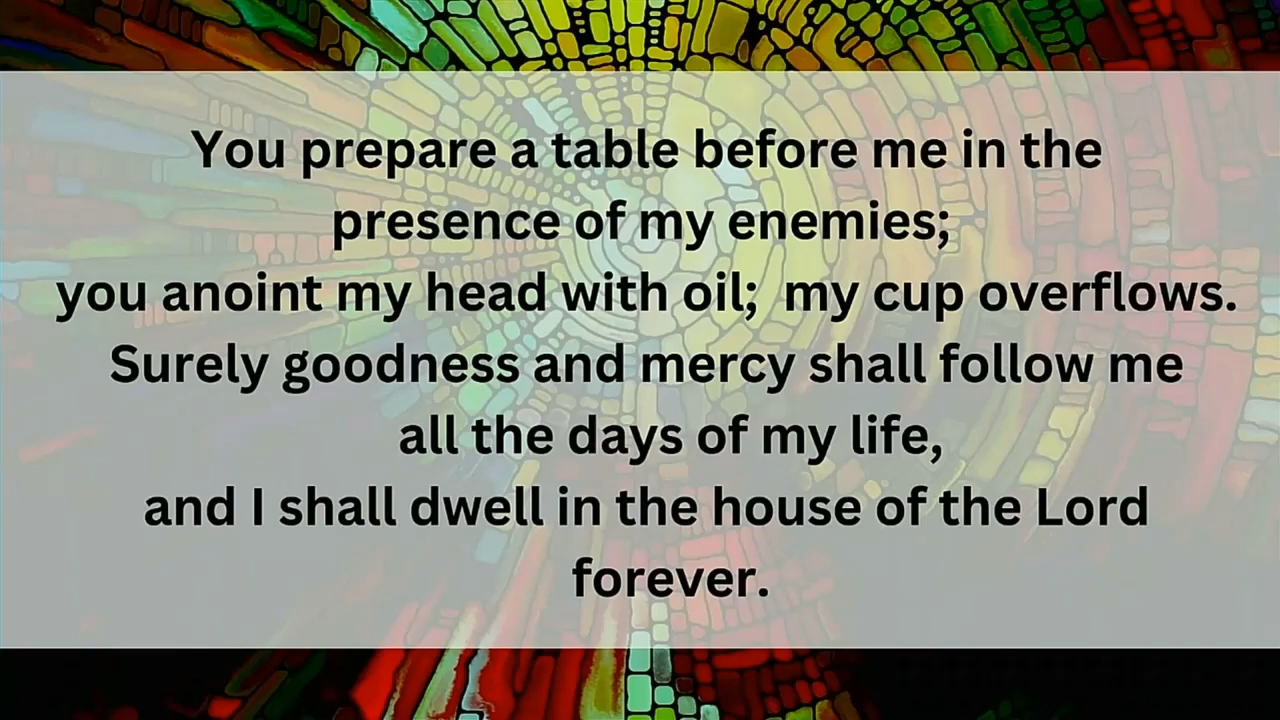 You prepare a table before me in the
presence of my enemies;
you anoint my head with oil;  my cup overflows.
Surely goodness and mercy shall follow me
all the days of my life,
and I shall dwell in the house of the Lord
forever.